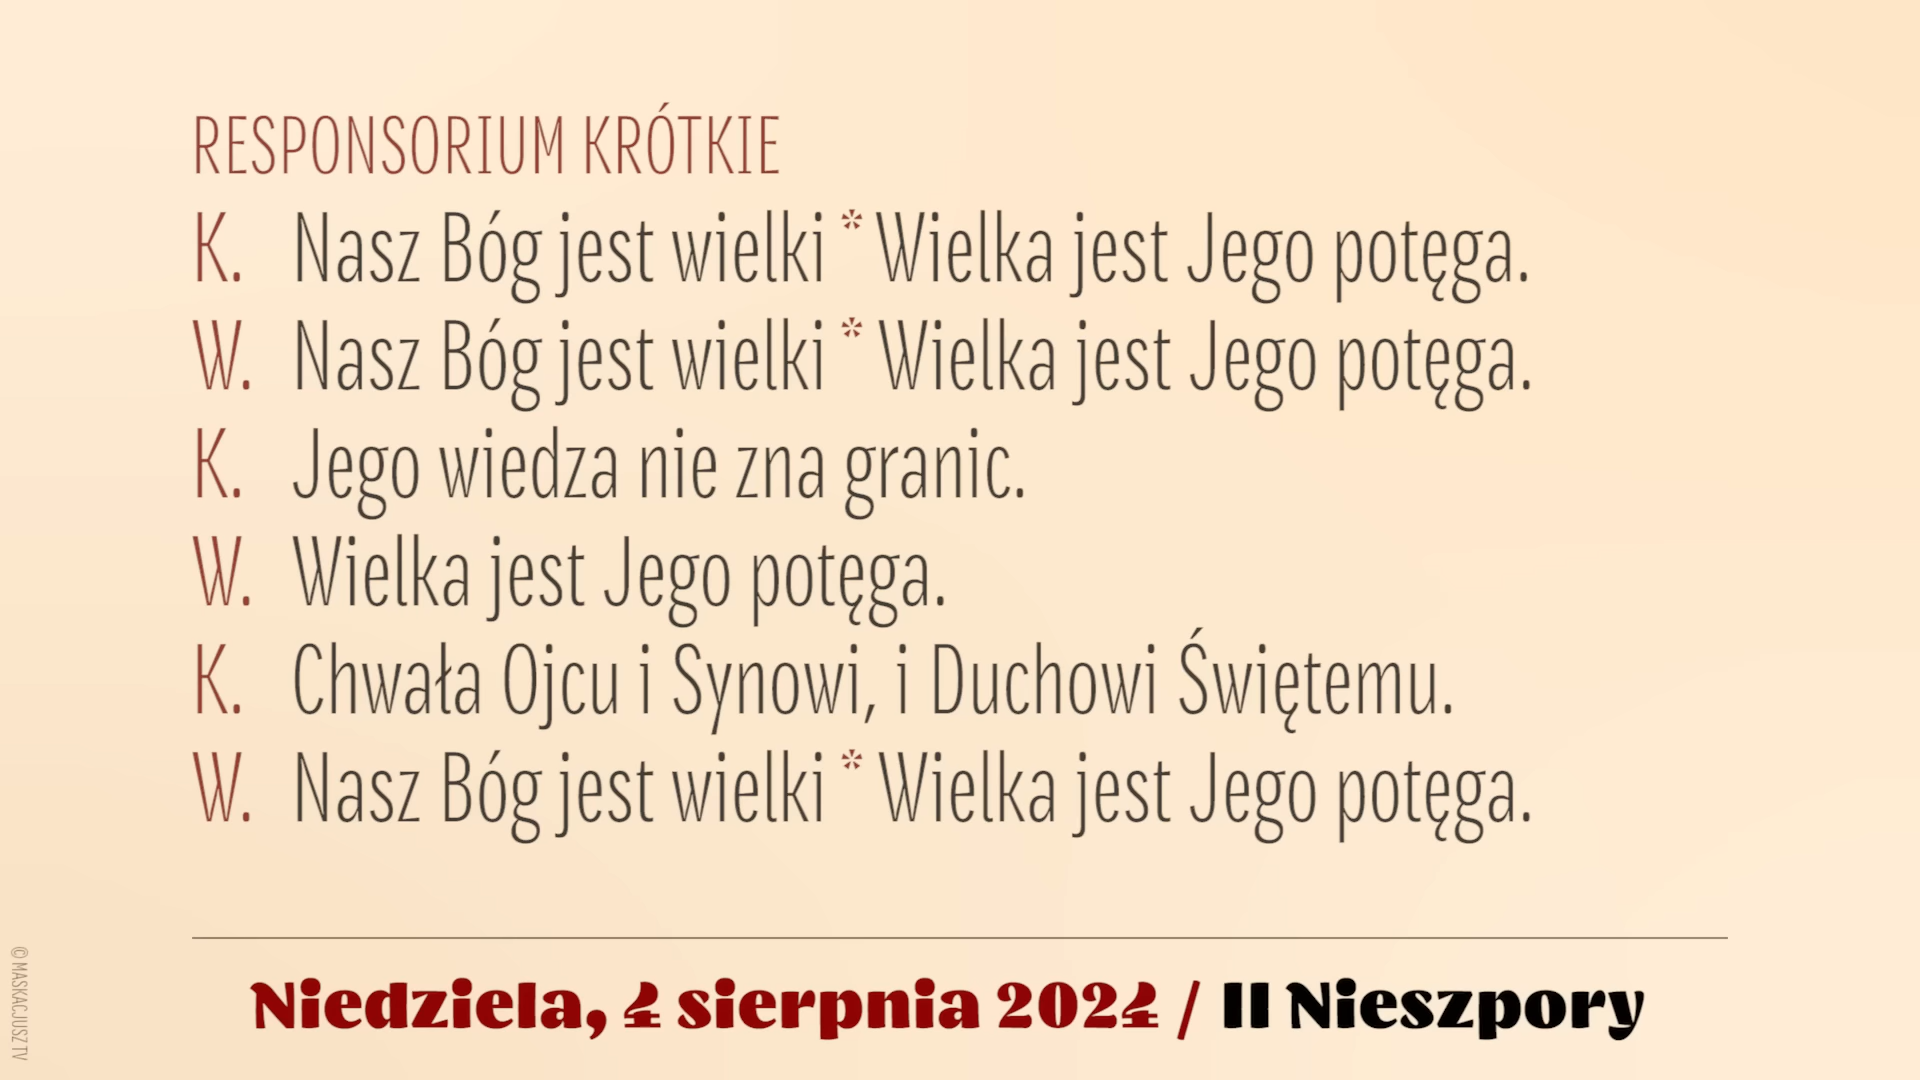 RESPONSORIUM KRÓTKIE
K. Nasz Bóg jest wielki * Wielka jest Jego potęga.
W. Nasz Bóg jest wielki * Wielka jest Jego potęga.
K. Jego wiedza nie zna granic.
W. Wielka jest Jego potęga.
K. Chwała Ojcu i Synowi, i Duchowi Świętemu.
W. Nasz Bóg jest wielki * Wielka jest Jego potęga.
Niedziela, 4 sierpnia 2024 / II Nieszpory
© MASKACJUSZ TV